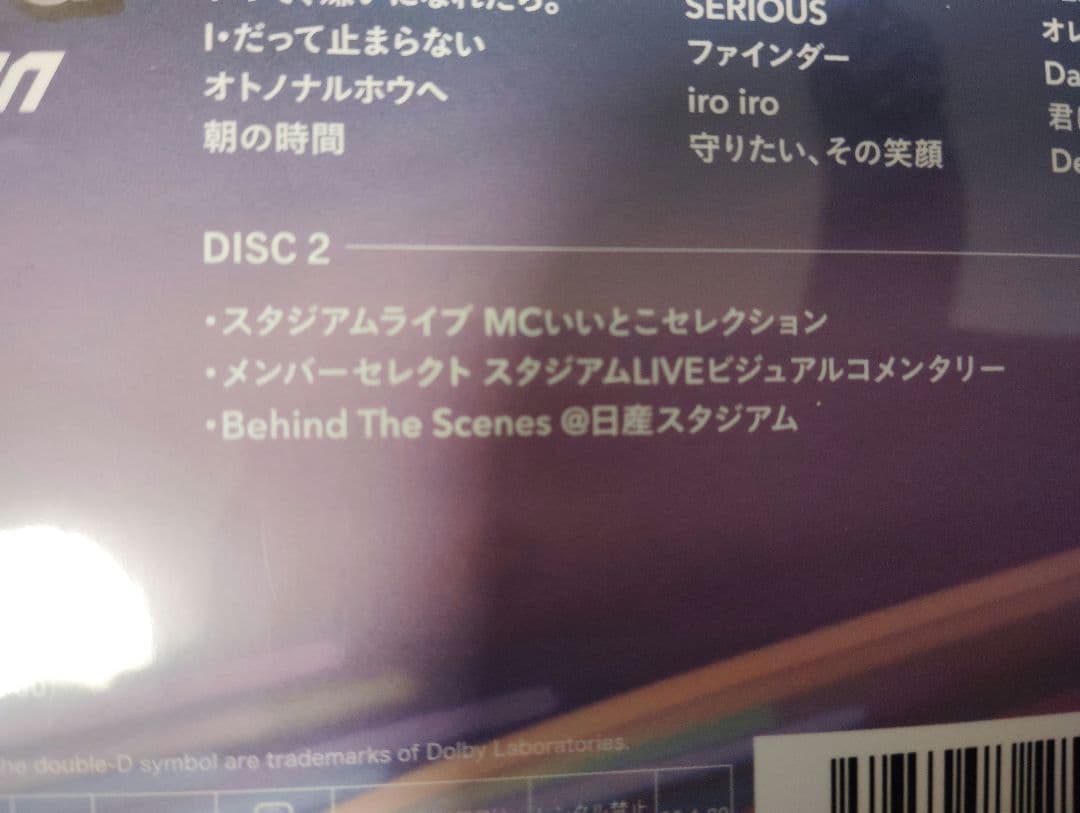 SERIOUS
I・だって止まらない
ファインダー
オトノナルホウへ
iro iro
朝の時間
守りたい、その笑顔
DISC 2
・スタジアムライブ MCいいとこセレクション
・メンバーセレクト スタジアムLIVEビジュアルコメンタリー
・Behind The Scenes @日産スタジアム
double-D symbol are trademarks of Dolby Laboratories.